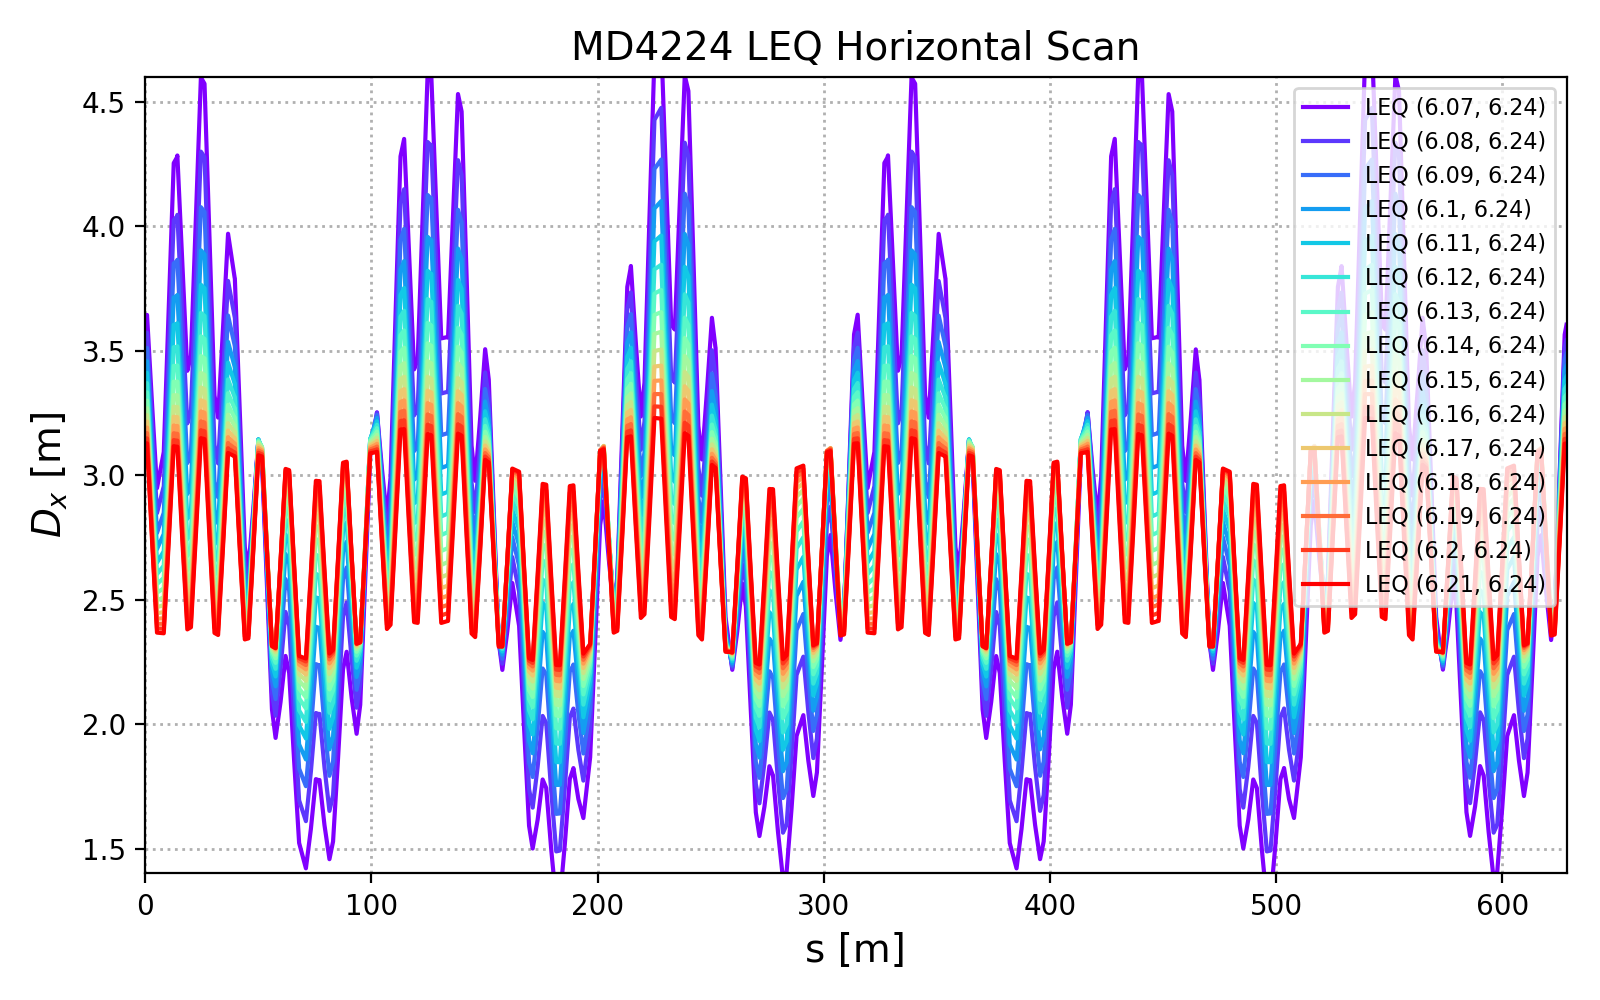 MD4224 LEQ Horizontal Scan
4.5
4.0
3.5
3.0
2.5
2.0
1.5
Dx [m]
LEQ (6.07, 6.24)
LEQ (6.08, 6.24)
LEQ (6.09, 6.24)
LEQ (6.1, 6.24)
LEQ (6.11, 6.24)
LEQ (6.12, 6.24)
LEQ (6.13, 6.24)
LEQ (6.14, 6.24)
LEQ (6.15, 6.24)
LEQ (6.16, 6.24)
LEQ (6.17, 6.24)
LEQ (6.18, 6.24)
LEQ (6.19, 6.24)
LEQ (6.2, 6.24)
LEQ (6.21, 6.24)
0 100 200 300 400 500 600
s [m]